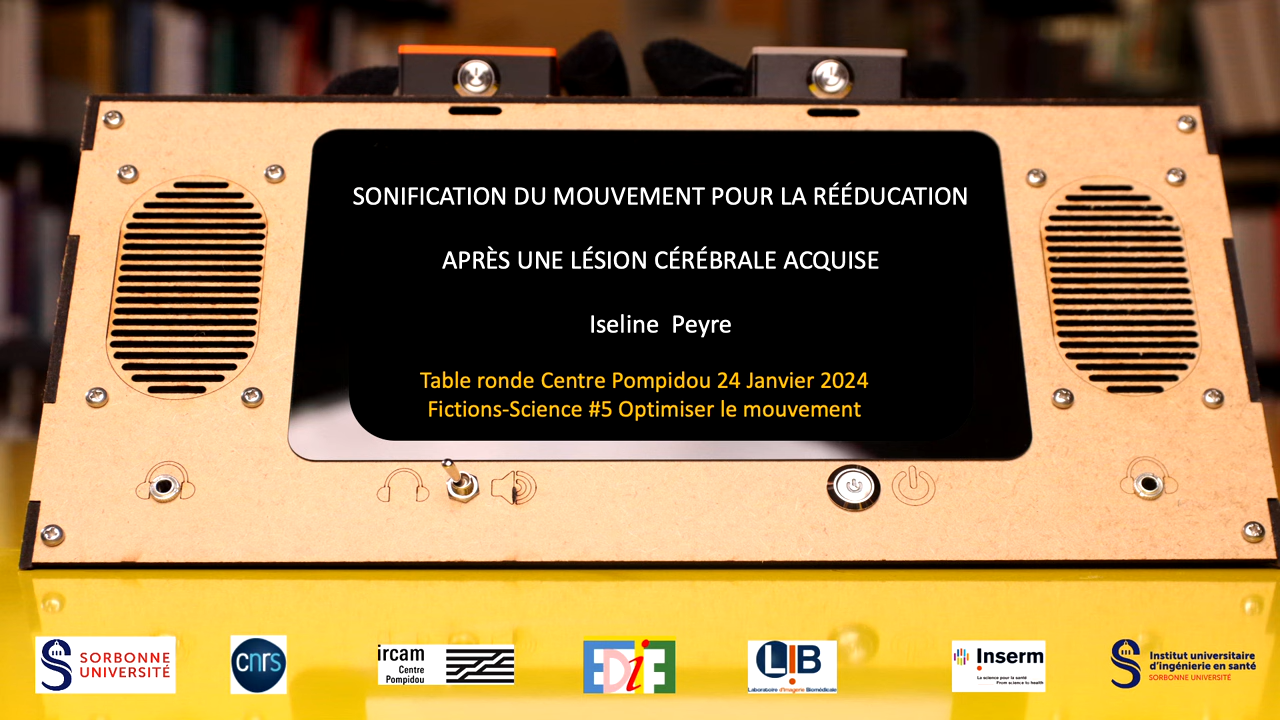 SONIFICATION DU MOUVEMENT POUR LA RÉÉDUCATION
APRÈS UNE LÉSION CÉRÉBRALE ACQUISE
Iseline Peyre
Table ronde Centre Pompidou 24 Janvier 2024
Fictions-Science #5 Optimiser le mouvement
SORBONNE
UNIVERSITÉ
cnrs
ircam
Centre
Pompidou
EDiE
LIB
Laboratoire d'Imagerie Biomédicale
Inserm
La science pour la santé
From science to health
Institut universitaire
d'ingénierie en santé
SORBONNE UNIVERSITÉ